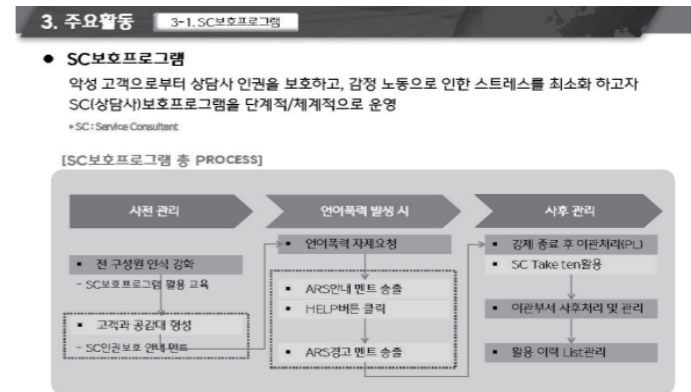 3. 주요활동
3-1. SC보호프로그램
• SC보호프로그램
악성 고객으로부터 상담사 인권을 보호하고, 감정 노동으로 인한 스트레스를 최소화 하고자
SC(상담사)보호프로그램을 단계적/체계적으로 운영
* SC : Service Consultant
[SC보호프로그램 총 PROCESS]
사전 관리
▪ 전 구성원 인식 강화
- SC보호프로그램 활용 교육
▪ 고객과 공감대 형성
- SC인권보호 안내 멘트
언어폭력 발생 시
▪ 언어폭력 자제요청
▪ ARS안내 멘트 송출
▪ HELP버튼 클릭
▪ ARS경고 멘트 송출
사후 관리
▪ 강제 종료 후 이관처리(PL)
▪ SC Take ten활용
▪ 이관부서 사후처리 및 관리
▪ 활용 이력 List관리